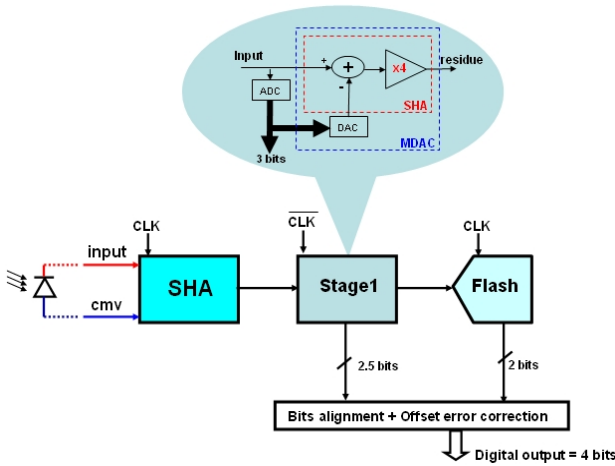 Input
+
+
-
x4
residue
ADC
SHA
DAC
MDAC
3 bits
CLK
CLK
CLK
input
SHA
Stage1
Flash
cmv
2.5 bits
2 bits
Bits alignment + Offset error correction
Digital output = 4 bits